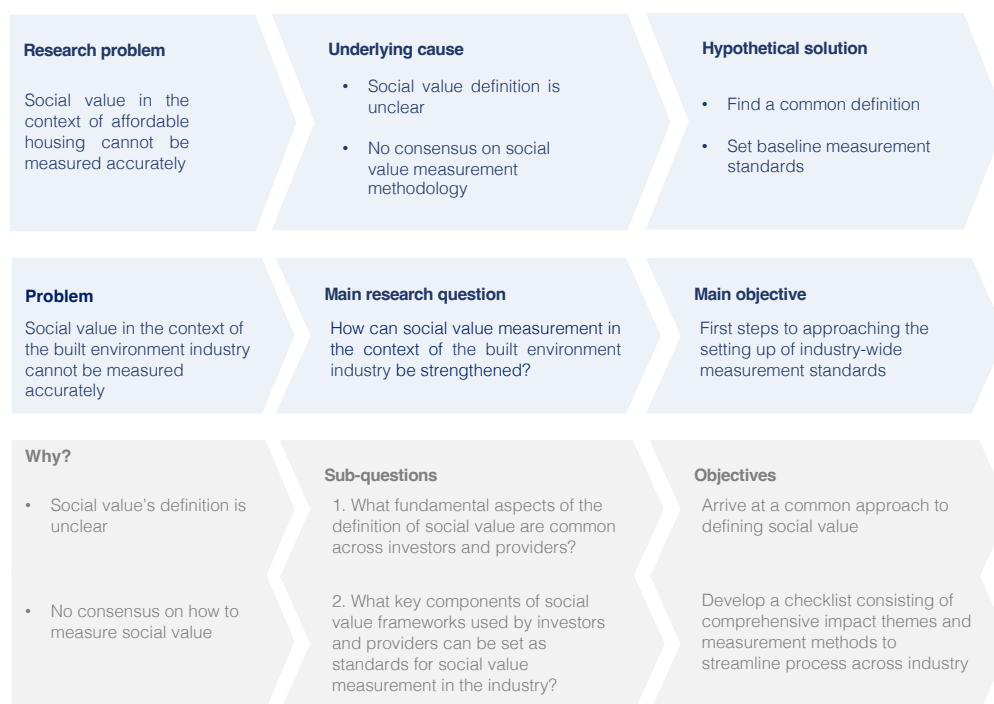 Research problem
Social value in the
context of affordable
housing cannot be
measured accurately
Underlying cause
• Social value definition is
unclear
• No consensus on social
value measurement
methodology
Hypothetical solution
• Find a common definition
• Set baseline measurement
standards
Problem
Social value in the context of
the built environment industry
cannot be measured
accurately
Main research question
How can social value measurement in
the context of the built environment
industry be strengthened?
Main objective
First steps to approaching the
setting up of industry-wide
measurement standards
Why?
• Social value's definition is
unclear
• No consensus on how to
measure social value
Sub-questions
1. What fundamental aspects of the
definition of social value are common
across investors and providers?
2. What key components of social
value frameworks used by investors
and providers can be set as
standards for social value
measurement in the industry?
Objectives
Arrive at a common approach to
defining social value
Develop a checklist consisting of
comprehensive impact themes and
measurement methods to
streamline process across industry